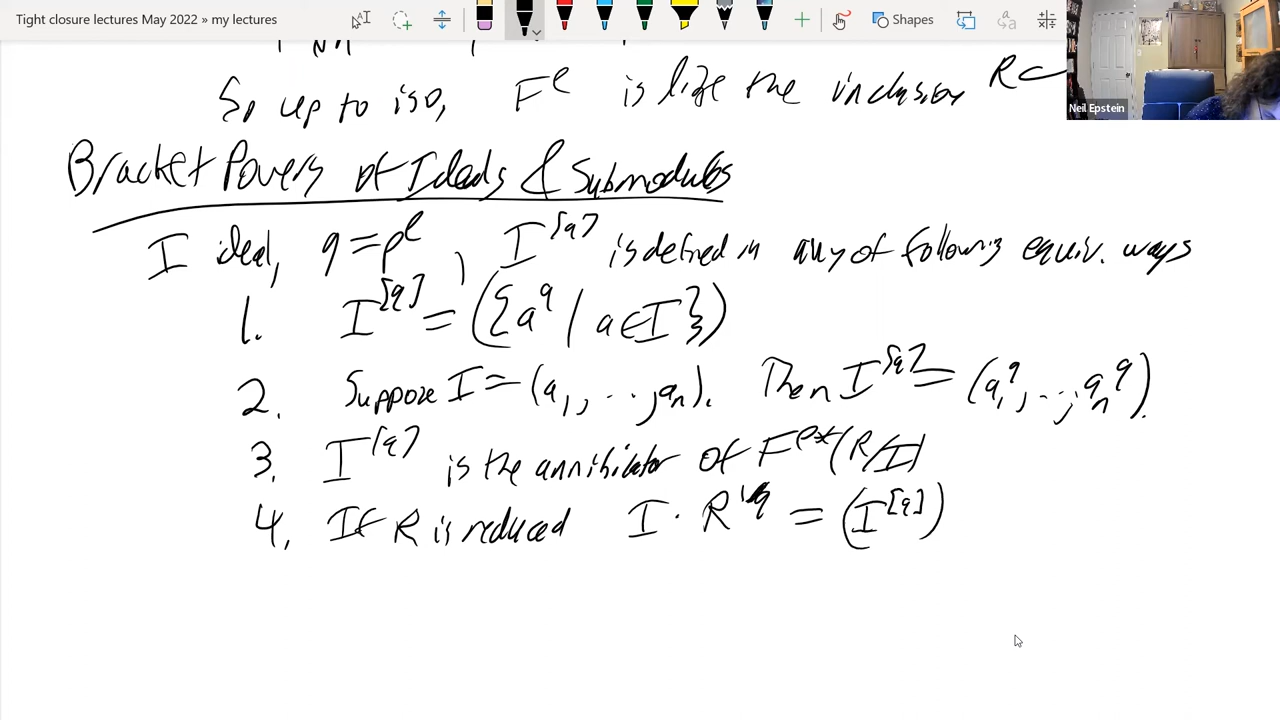 Tight closure lectures May 2022 » my lectures
Shapes
Neil Epstein
So up to iso, F^e is like the inclusion R ⊂
Bracket Powers of Ideals & Submodules
I ideal, q = p^e, I^[q] is defined in any of following equiv. ways
1. I^[q] = ({a^q | a ∈ I})
2. Suppose I = (a_1, ..., a_n). Then I^[q] = (a_1^q, ..., a_n^q).
3. I^[q] is the annihilator of F^e*(R/I)
4. If R is reduced I · R^1/q = (I^[q])